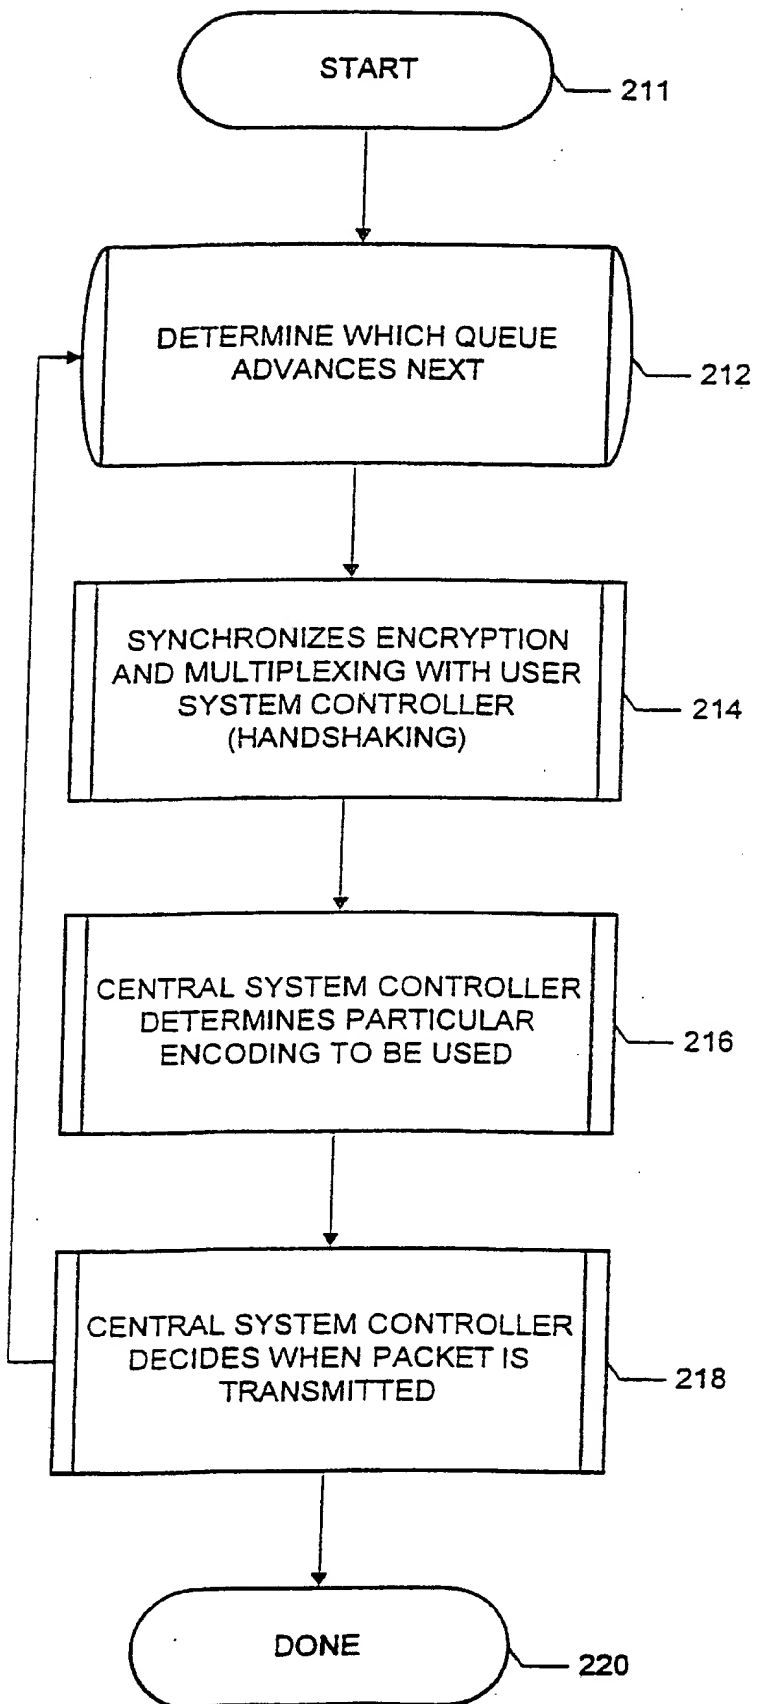 START
211
DETERMINE WHICH QUEUE
ADVANCES NEXT
212
SYNCHRONIZES ENCRYPTION
AND MULTIPLEXING WITH USER
SYSTEM CONTROLLER
(HANDSHAKING)
214
CENTRAL SYSTEM CONTROLLER
DETERMINES PARTICULAR
ENCODING TO BE USED
216
CENTRAL SYSTEM CONTROLLER
DECIDES WHEN PACKET IS
TRANSMITTED
218
DONE
220